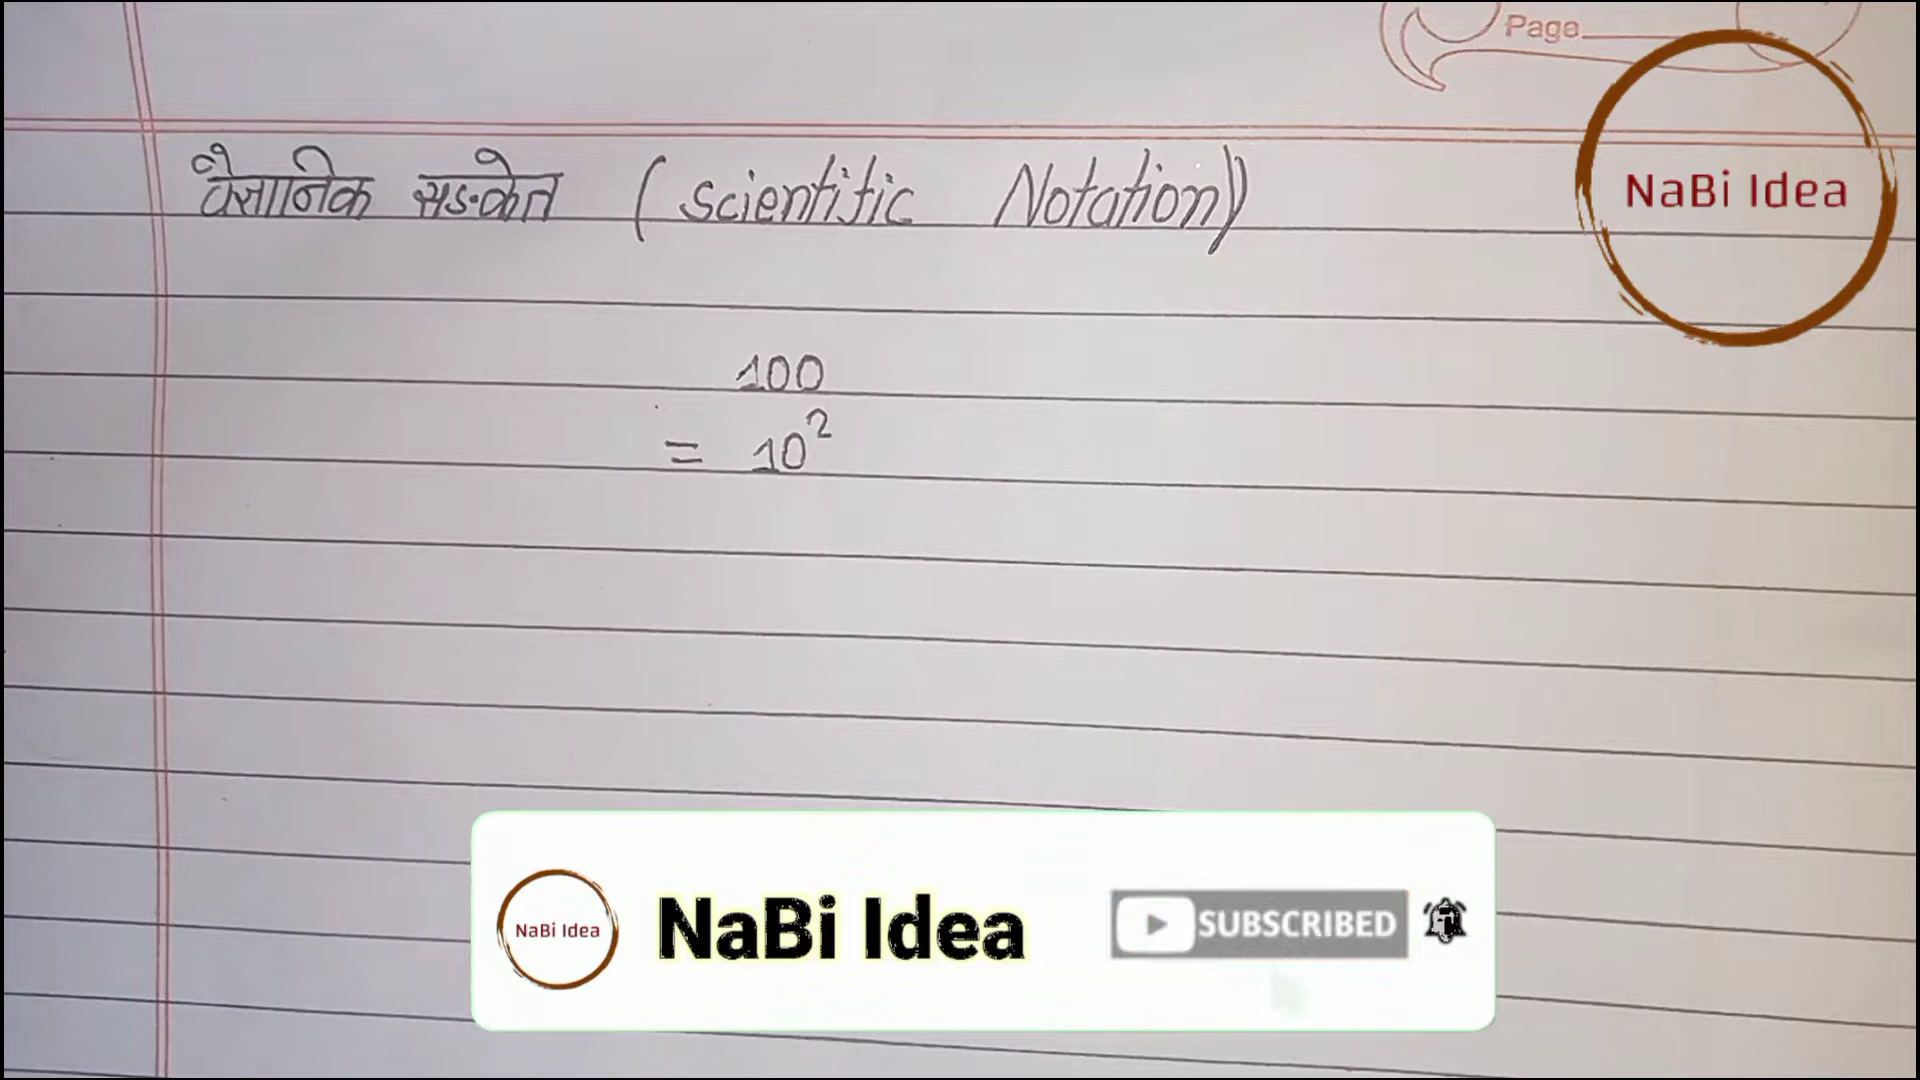 Page
NaBi Idea
वैज्ञानिक सङ्केत (scientific Notation)
100
= 10²
NaBi Idea
NaBi Idea
SUBSCRIBED